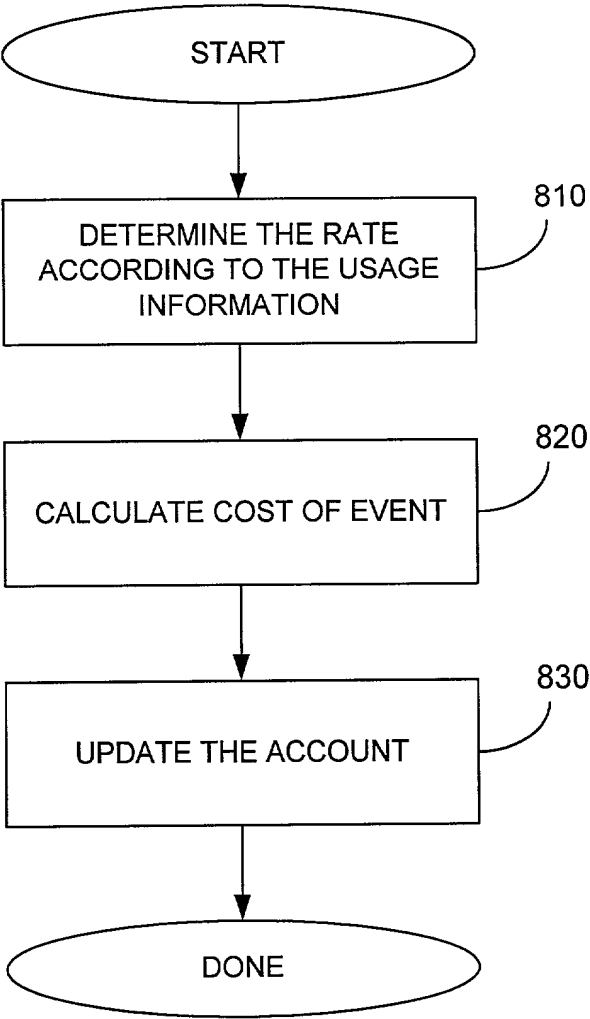 START
810
DETERMINE THE RATE
ACCORDING TO THE USAGE
INFORMATION
820
CALCULATE COST OF EVENT
830
UPDATE THE ACCOUNT
DONE